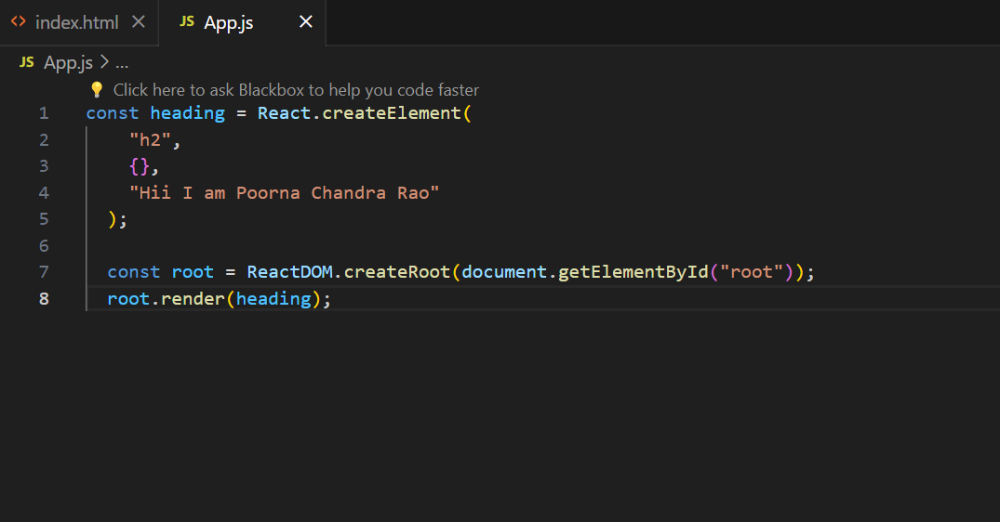 <> index.html ×
JS App.js ×
JS App.js > ...
💡 Click here to ask Blackbox to help you code faster
1 const heading = React.createElement(
2     "h2",
3     {},
4     "Hii I am Poorna Chandra Rao"
5   );
6
7   const root = ReactDOM.createRoot(document.getElementById("root"));
8   root.render(heading);